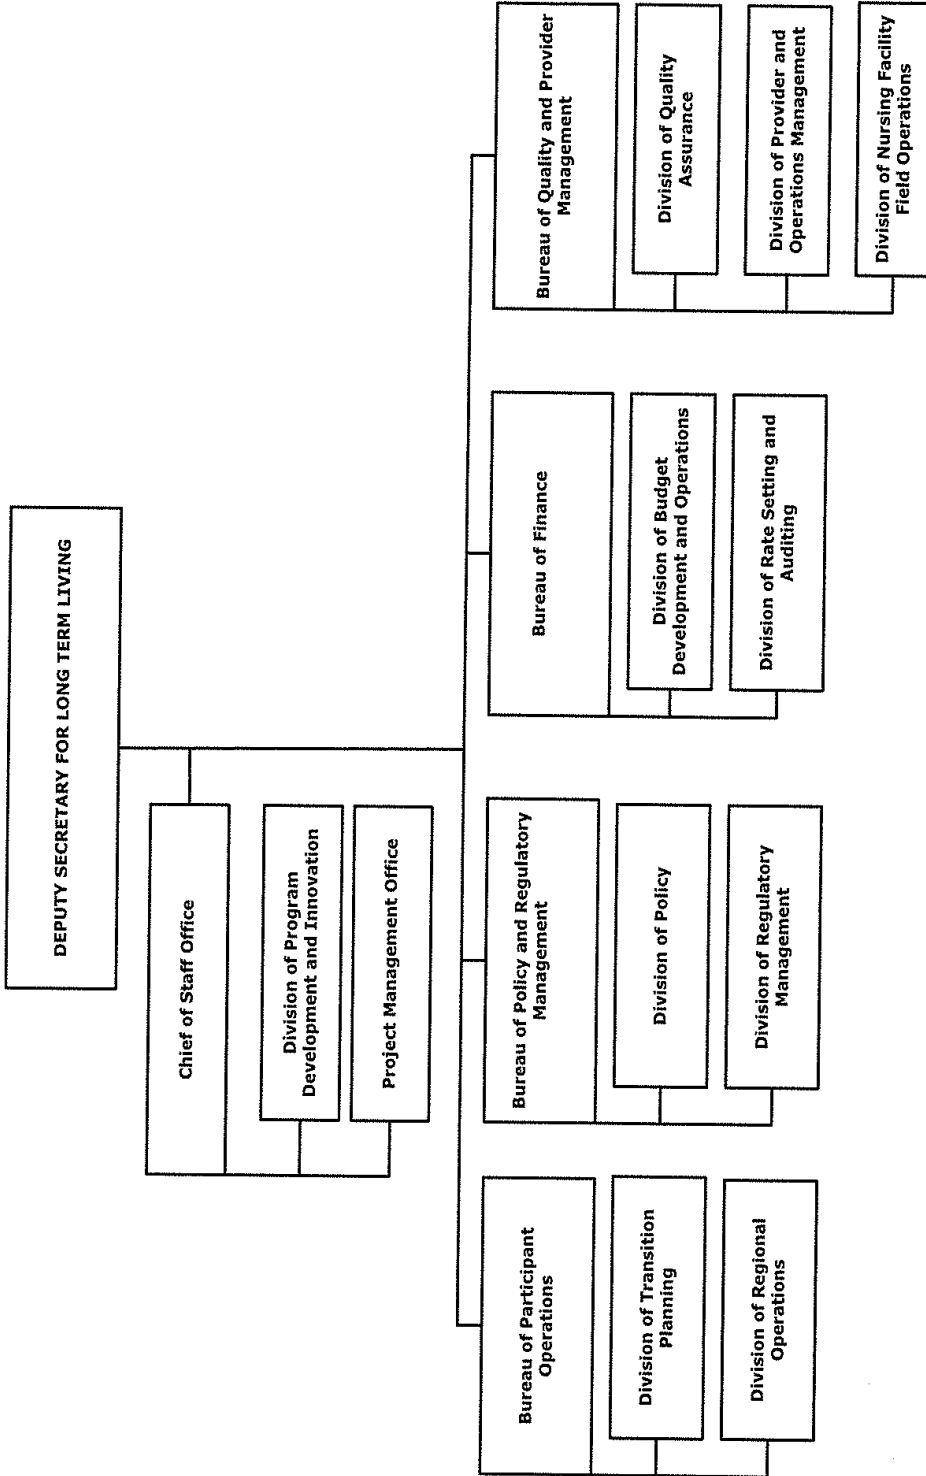 DEPUTY SECRETARY FOR LONG TERM LIVING
Chief of Staff Office
Division of Program
Development and Innovation
Project Management Office
Bureau of Participant
Operations
Division of Transition
Planning
Division of Regional
Operations
Bureau of Policy and Regulatory
Management
Division of Policy
Division of Regulatory
Management
Bureau of Finance
Division of Budget
Development and Operations
Division of Rate Setting and
Auditing
Bureau of Quality and Provider
Management
Division of Quality
Assurance
Division of Provider and
Operations Management
Division of Nursing Facility
Field Operations